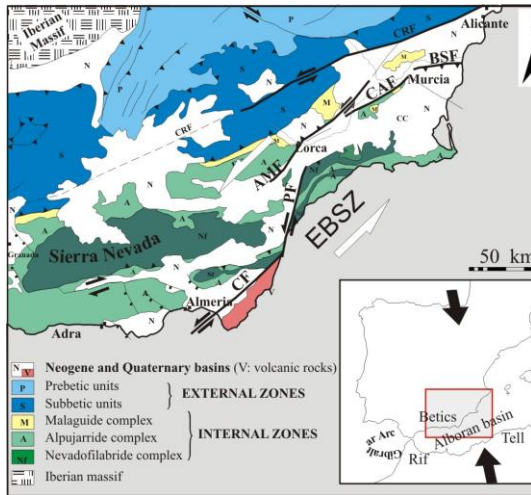 Iberian
Massif
P
S
CRF
Alicante
N
M
BSF
Murcia
CAF
CC
CRF
Lorca
AMF
PF
EBSZ
Granada
Sierra Nevada
Nf
CF
Almeria
V
Adra
50 km
N V Neogene and Quaternary basins (V: volcanic rocks)
P Prebetic units
S Subbetic units
EXTERNAL ZONES
M Malaguide complex
A Alpujarride complex
Nf Nevadofilabride complex
INTERNAL ZONES
Iberian massif
Betics
Alboran basin
Gibralt
ar Arc
Rif
Tell